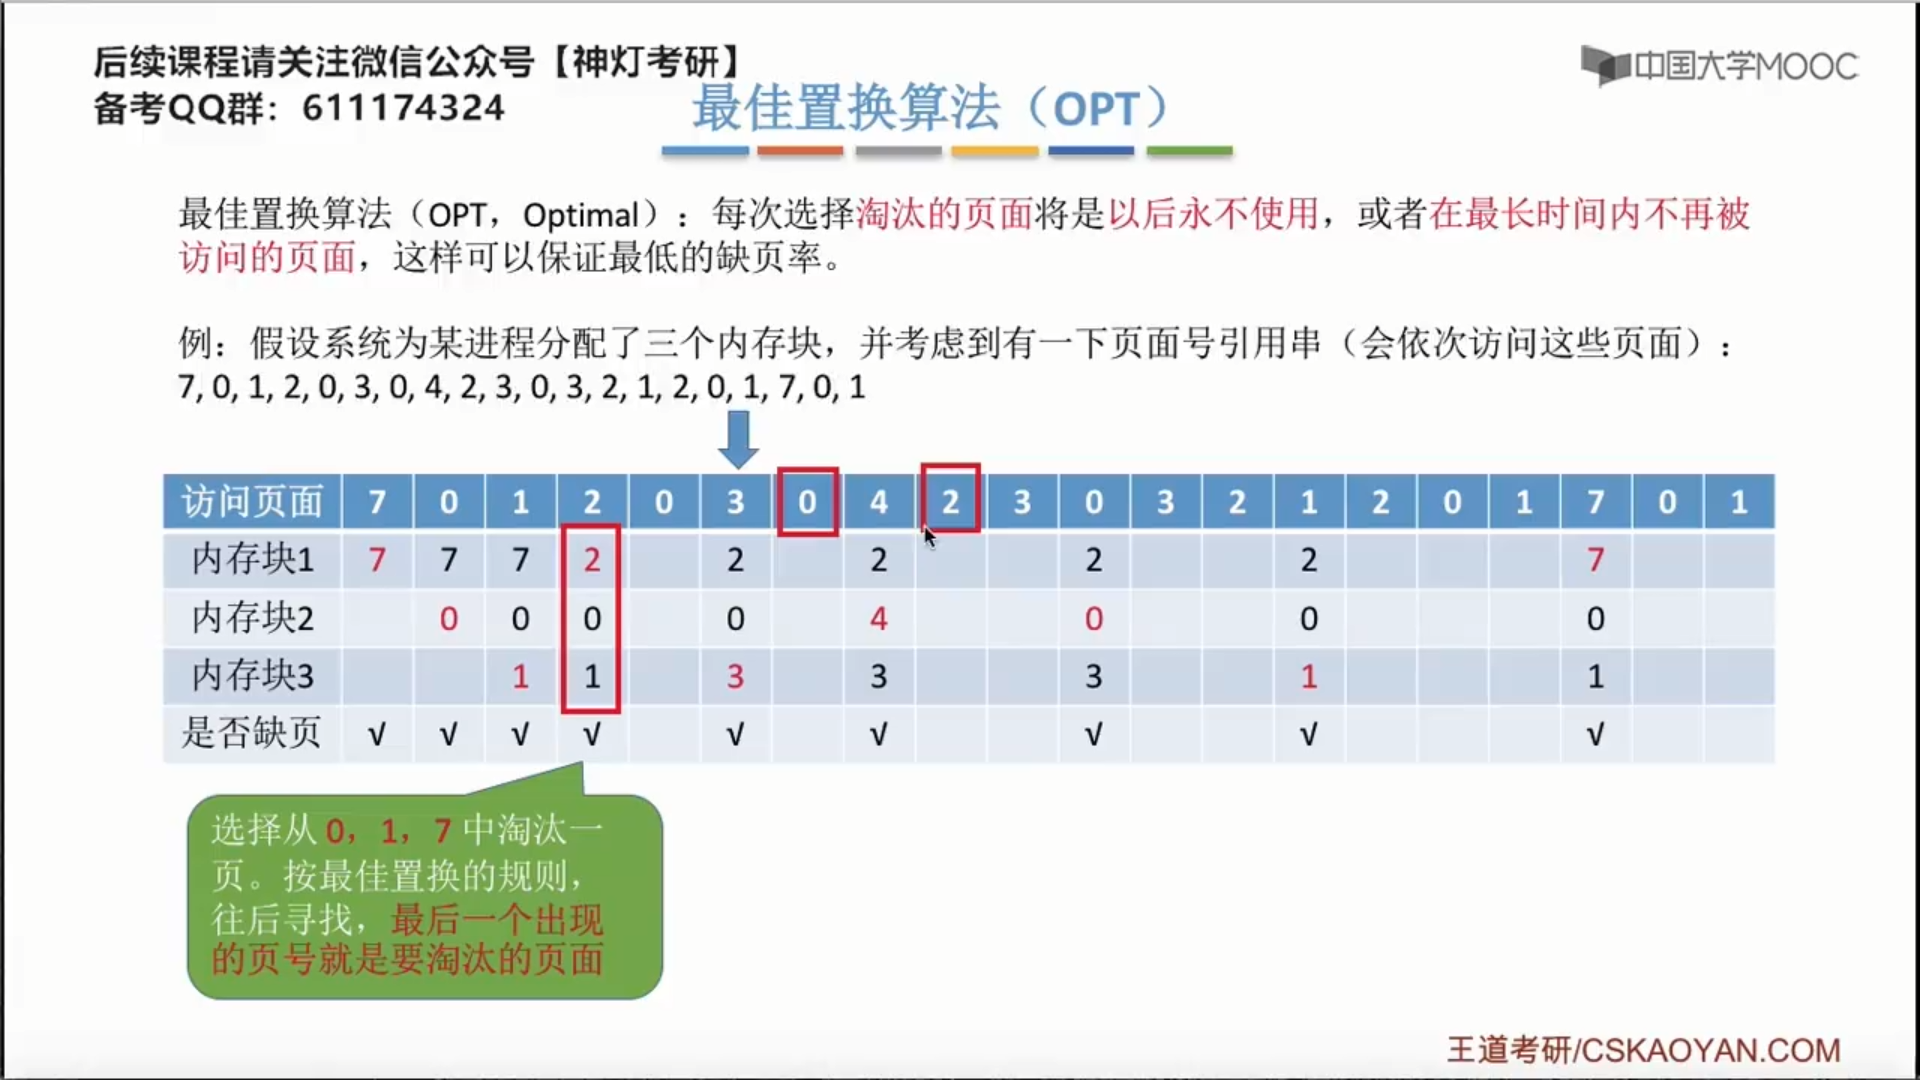 后续课程请关注微信公众号【神灯考研】
备考QQ群：611174324
中国大学MOOC
最佳置换算法（OPT）
最佳置换算法（OPT，Optimal）：每次选择淘汰的页面将是以后永不使用，或者在最长时间内不再被
访问的页面，这样可以保证最低的缺页率。
例：假设系统为某进程分配了三个内存块，并考虑到有一下页面号引用串（会依次访问这些页面）：
7, 0, 1, 2, 0, 3, 0, 4, 2, 3, 0, 3, 2, 1, 2, 0, 1, 7, 0, 1
访问页面 7 0 1 2 0 3 0 4 2 3 0 3 2 1 2 0 1 7 0 1
内存块1 7 7 7 2 2 2 2 2 7
内存块2 0 0 0 0 4 0 0 0
内存块3 1 1 3 3 3 1 1
是否缺页 √ √ √ √ √ √ √ √ √
选择从 0，1，7 中淘汰一
页。按最佳置换的规则，
往后寻找，最后一个出现
的页号就是要淘汰的页面
王道考研/CSKAOYAN.COM